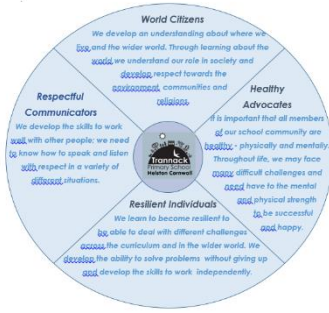 World Citizens
We develop an understanding about where we
live and the wider world. Through learning about the
world we understand our role in society and
develop respect towards the
environment, communities and
religions.
Respectful
Communicators
We develop the skills to work
well with other people; we need
to know how to speak and listen
with respect in a variety of
different situations.
Healthy
Advocates
It is important that all members
of our school community are
healthy - physically and mentally.
Throughout life, we may face
many difficult challenges and
need have to the mental
and physical strength
to be successful
and happy.
Trannack
Primary School
Helston Cornwall
Resilient Individuals
We learn to become resilient to
be able to deal with different challenges
across the curriculum and in the wider world. We
develop the ability to solve problems without giving up
and develop the skills to work independently.